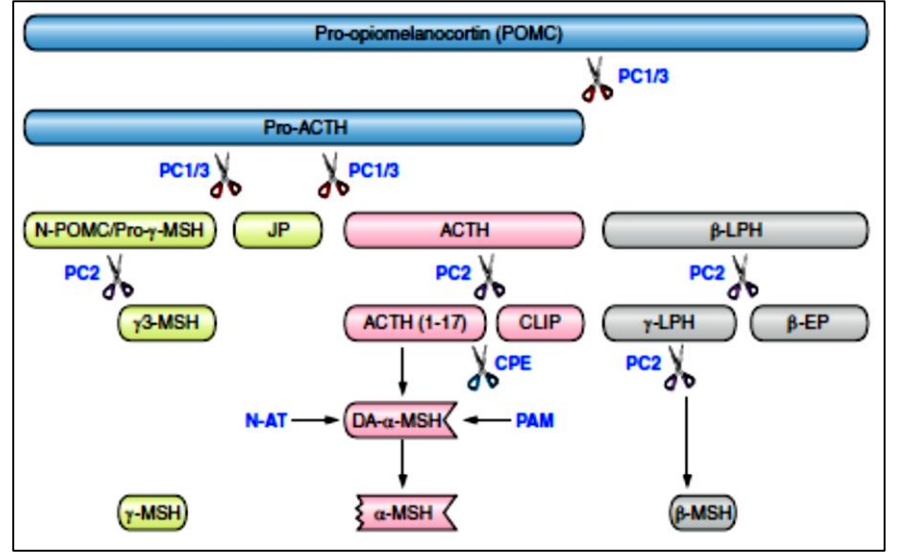 Pro-opiomelanocortin (POMC)
PC1/3
Pro-ACTH
PC1/3
PC1/3
N-POMC/Pro-γ-MSH
JP
ACTH
β-LPH
PC2
PC2
PC2
γ3-MSH
ACTH (1-17)
CLIP
γ-LPH
β-EP
CPE
PC2
N-AT
DA-α-MSH
PAM
γ-MSH
α-MSH
β-MSH